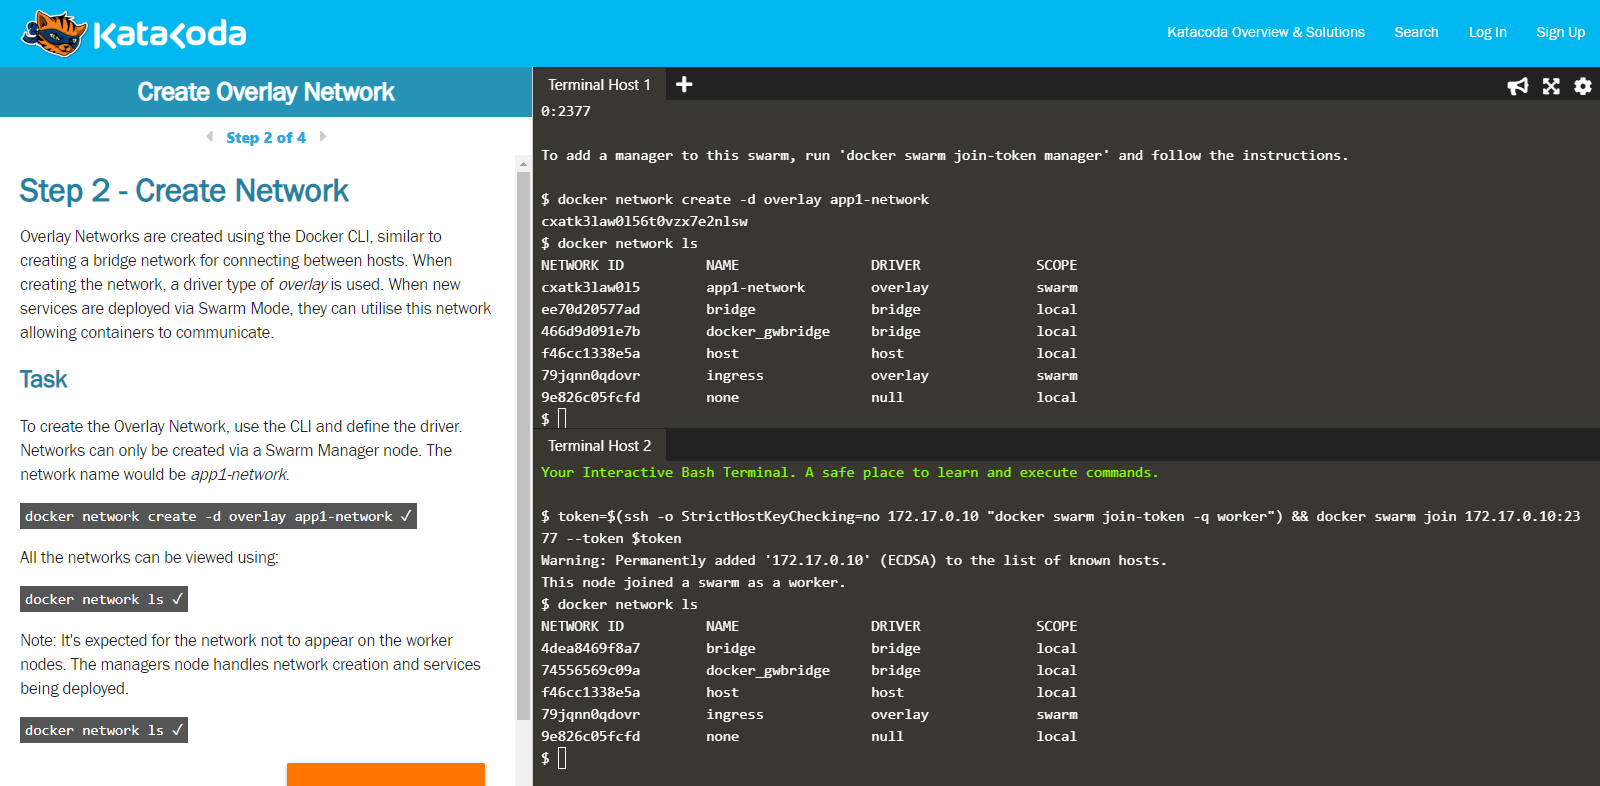 Katacoda
Katacoda Overview & Solutions
Search
Log In
Sign Up
Create Overlay Network
Step 2 of 4
Step 2 - Create Network
Overlay Networks are created using the Docker CLI, similar to
creating a bridge network for connecting between hosts. When
creating the network, a driver type of overlay is used. When new
services are deployed via Swarm Mode, they can utilise this network
allowing containers to communicate.
Task
To create the Overlay Network, use the CLI and define the driver.
Networks can only be created via a Swarm Manager node. The
network name would be app1-network.
docker network create -d overlay app1-network ✓
All the networks can be viewed using:
docker network ls ✓
Note: It's expected for the network not to appear on the worker
nodes. The managers node handles network creation and services
being deployed.
docker network ls ✓
Terminal Host 1
0:2377
To add a manager to this swarm, run 'docker swarm join-token manager' and follow the instructions.
$ docker network create -d overlay app1-network
cxatk3law0l56t0vzx7e2nlsw
$ docker network ls
NETWORK ID NAME DRIVER SCOPE
cxatk3law0l5 app1-network overlay swarm
ee70d20577ad bridge bridge local
466d9d091e7b docker_gwbridge bridge local
f46cc1338e5a host host local
79jqnn0qdovr ingress overlay swarm
9e826c05fcfd none null local
$
Terminal Host 2
Your Interactive Bash Terminal. A safe place to learn and execute commands.
$ token=$(ssh -o StrictHostKeyChecking=no 172.17.0.10 "docker swarm join-token -q worker") && docker swarm join 172.17.0.10:23
77 --token $token
Warning: Permanently added '172.17.0.10' (ECDSA) to the list of known hosts.
This node joined a swarm as a worker.
$ docker network ls
NETWORK ID NAME DRIVER SCOPE
4dea8469f8a7 bridge bridge local
74556569c09a docker_gwbridge bridge local
f46cc1338e5a host host local
79jqnn0qdovr ingress overlay swarm
9e826c05fcfd none null local
$